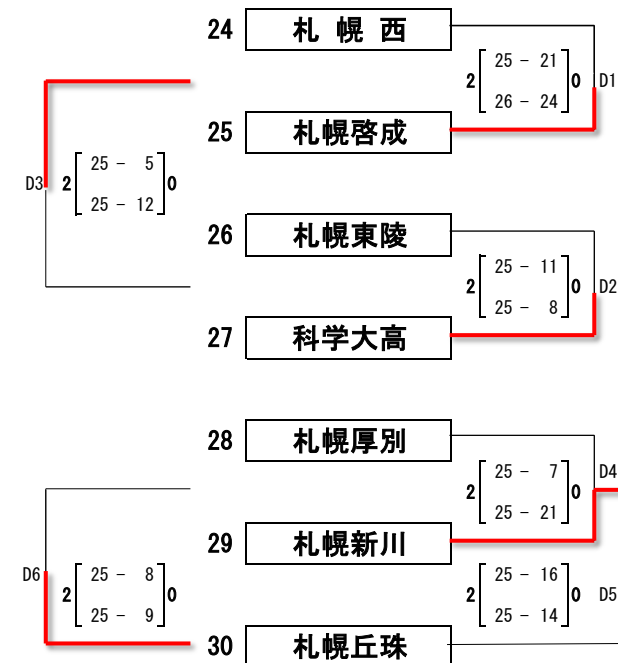 24 札幌西
2 25 - 21 0 D1
26 - 24
25 札幌啓成
D3 2 25 - 5 0
25 - 12
26 札幌東陵
2 25 - 11 0 D2
25 - 8
27 科学大高
28 札幌厚別
2 25 - 7 0 D4
25 - 21
29 札幌新川
D6 2 25 - 8 0
25 - 9
2 25 - 16 0 D5
25 - 14
30 札幌丘珠